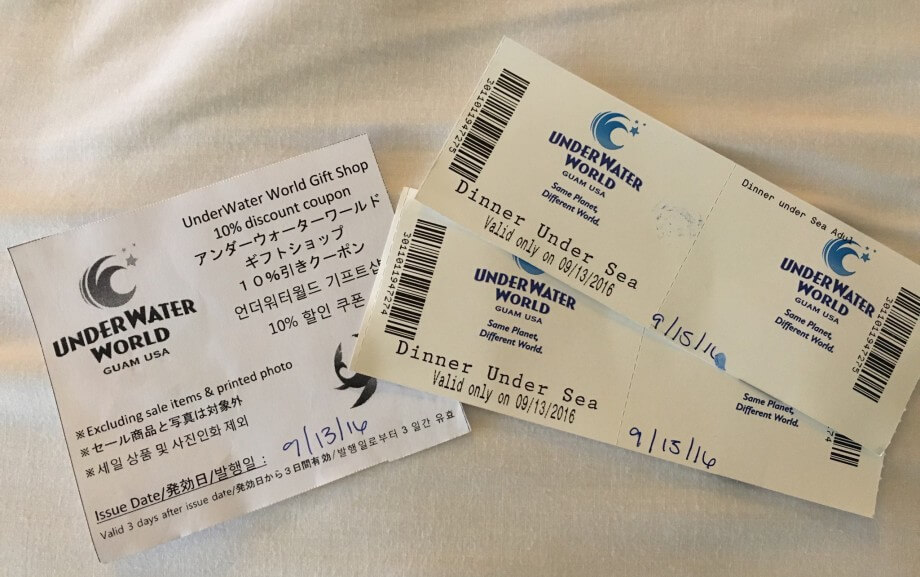 UnderWater World Gift Shop
10% discount coupon
アンダーウォーターワールド
ギフトショップ
10%引きクーポン
언더워터월드 기프트샵
10% 할인 쿠폰
UNDERWATER
WORLD
GUAM USA
※Excluding sale items & printed photo
※セール商品と写真は対象外
※세일 상품 및 사진인화 제외
Issue Date/発効日/발행일 : 9/13/16
Valid 3 days after issue date/発効日から3日間有効/발행일로부터 3 일간 유효
3011011947275
UNDERWATER
WORLD
GUAM USA
Same Planet,
Different World.
Dinner Under Sea
Valid only on 09/13/2016
Dinner under Sea Adul
UNDERWATER
WORLD
GUAM USA
Same Planet,
Different World.
9/15/16
3011011947275
3011011947274
UNDERWATER
WORLD
GUAM USA
Same Planet,
Different World.
Dinner Under Sea
Valid only on 09/13/2016
Same Planet,
Different World.
9/15/16